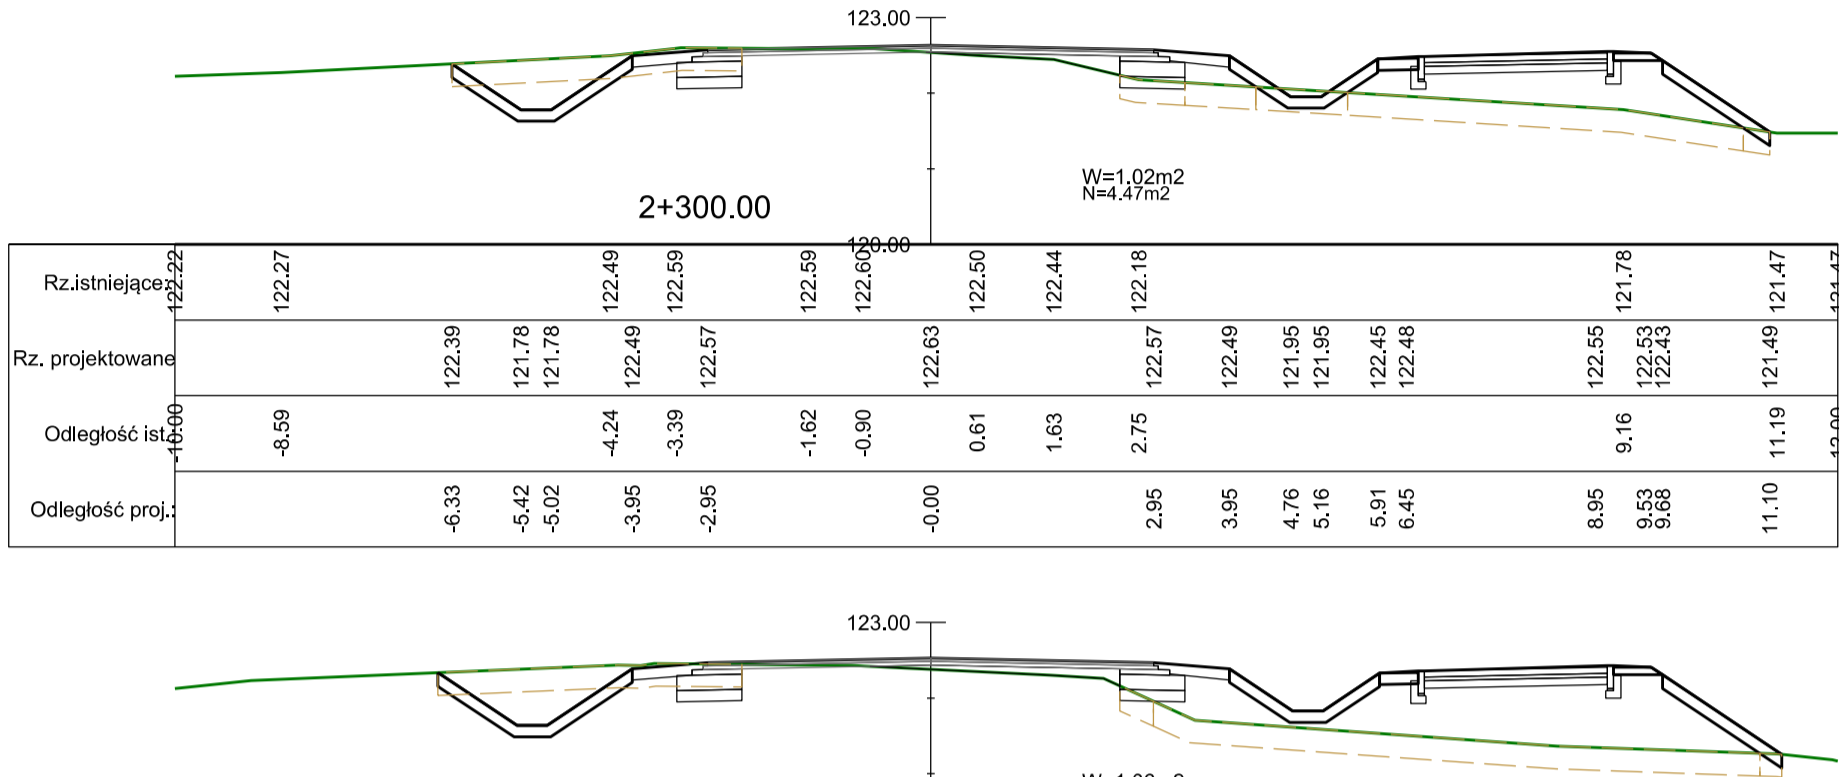 123.00
W=1.02m2
N=4.47m2
2+300.00
120.00
Rz.istniejące: 122.22 122.27 122.49 122.59 122.59 122.60 122.50 122.44 122.18 121.78 121.47 121.47
Rz. projektowane 122.39 121.78 121.78 122.49 122.57 122.63 122.57 122.49 121.95 121.95 122.45 122.48 122.55 122.53 122.43 121.49
Odległość ist. -10.00 -8.59 -4.24 -3.39 -1.62 -0.90 0.61 1.63 2.75 9.16 11.19 12.00
Odległość proj.: -6.33 -5.42 -5.02 -3.95 -2.95 -0.00 2.95 3.95 4.76 5.16 5.91 6.45 8.95 9.53 9.68 11.10
123.00